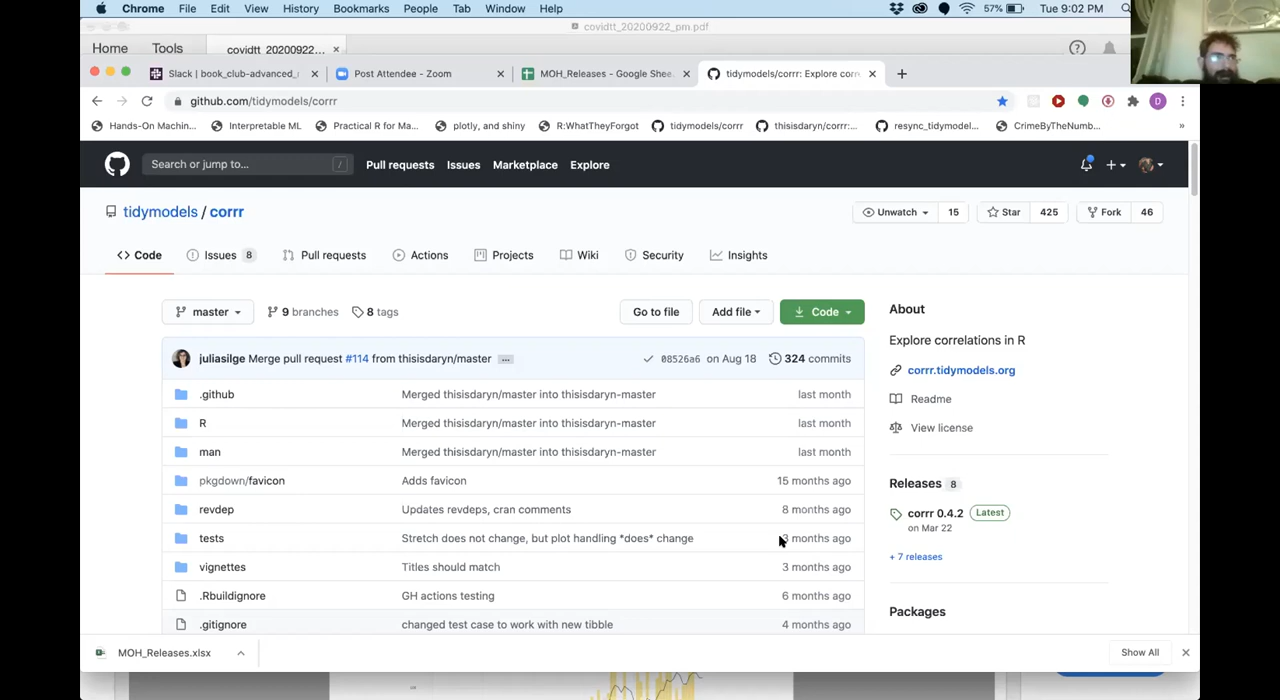 Chrome File Edit View History Bookmarks People Tab Window Help 57% Tue 9:02 PM
covidtt_20200922_pm.pdf
Home Tools covidtt_20200922... × ?
Slack | book_club-advanced_ × Post Attendee - Zoom × MOH_Releases - Google Shee × tidymodels/corrr: Explore corre × +
github.com/tidymodels/corrr D
Hands-On Machin... Interpretable ML Practical R for Ma... plotly, and shiny R:WhatTheyForgot tidymodels/corrr thisisdaryn/corrr:... resync_tidymodel... CrimeByTheNumb... »
Search or jump to... / Pull requests Issues Marketplace Explore
tidymodels / corrr Unwatch 15 Star 425 Fork 46
<> Code Issues 8 Pull requests Actions Projects Wiki Security Insights
master 9 branches 8 tags Go to file Add file Code
About
Explore correlations in R
juliasilge Merge pull request #114 from thisisdaryn/master ... 08526a6 on Aug 18 324 commits
corrr.tidymodels.org
.github Merged thisisdaryn/master into thisisdaryn-master last month
Readme
R Merged thisisdaryn/master into thisisdaryn-master last month
View license
man Merged thisisdaryn/master into thisisdaryn-master last month
pkgdown/favicon Adds favicon 15 months ago
Releases 8
revdep Updates revdeps, cran comments 8 months ago
corrr 0.4.2 Latest
on Mar 22
tests Stretch does not change, but plot handling *does* change 3 months ago
+ 7 releases
vignettes Titles should match 3 months ago
.Rbuildignore GH actions testing 6 months ago
Packages
.gitignore changed test case to work with new tibble 4 months ago
MOH_Releases.xlsx Show All ×